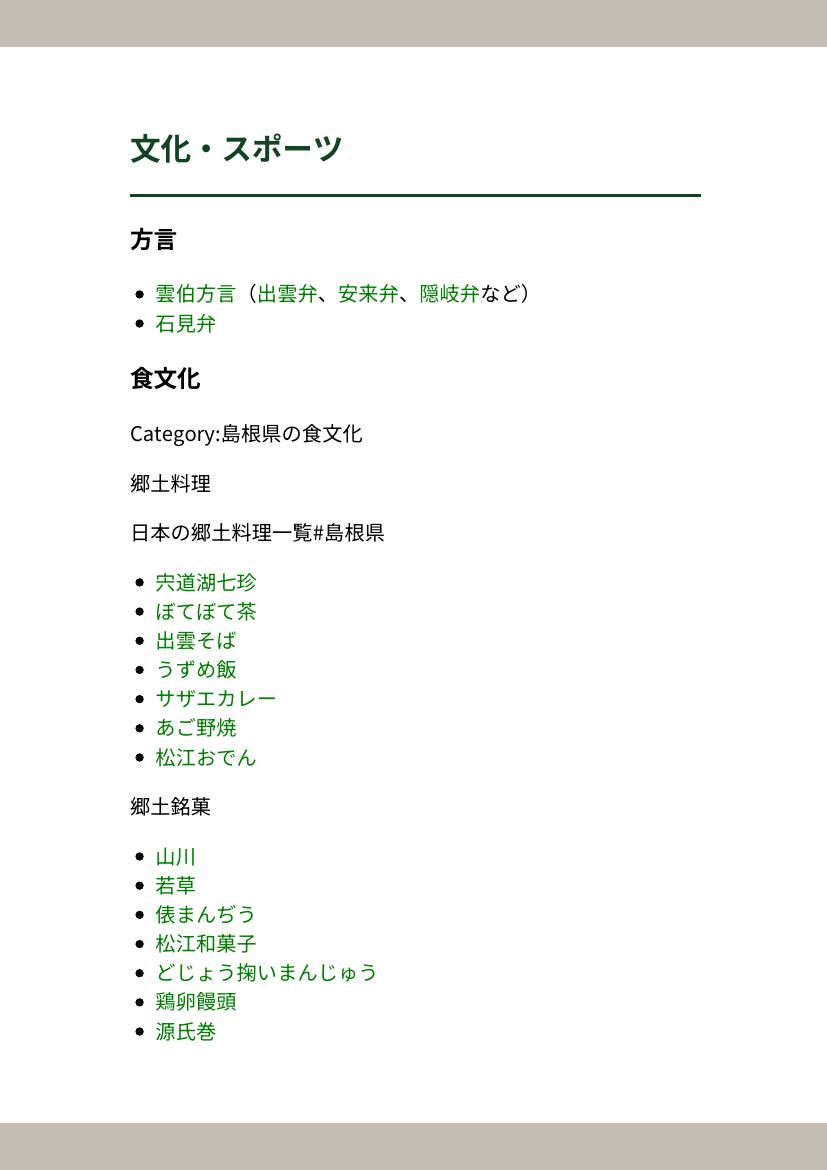 文化・スポーツ
方言
雲伯方言（出雲弁、安来弁、隠岐弁など）
石見弁
食文化
Category:島根県の食文化
郷土料理
日本の郷土料理一覧#島根県
宍道湖七珍
ぼてぼて茶
出雲そば
うずめ飯
サザエカレー
あご野焼
松江おでん
郷土銘菓
山川
若草
俵まんぢう
松江和菓子
どじょう掬いまんじゅう
鶏卵饅頭
源氏巻